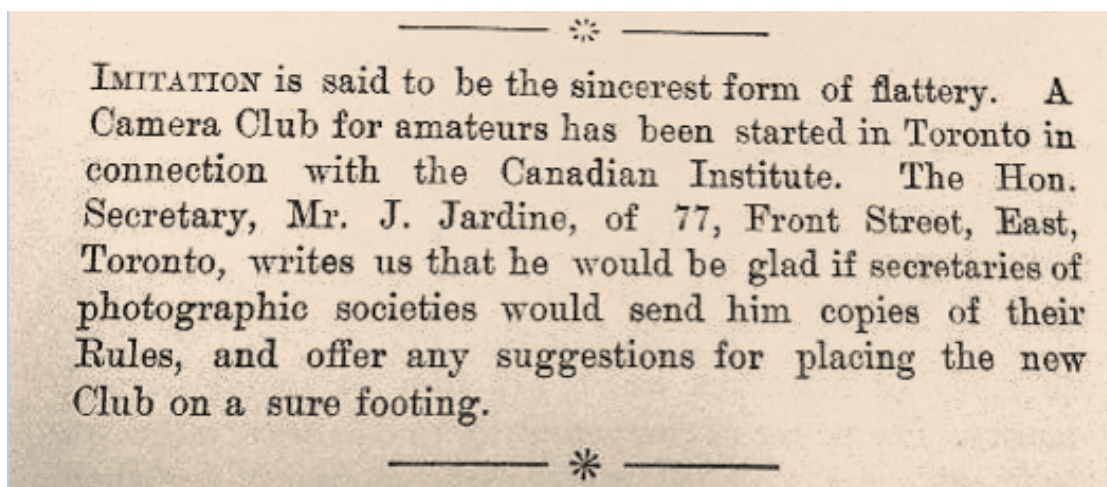 IMITATION is said to be the sincerest form of flattery. A
Camera Club for amateurs has been started in Toronto in
connection with the Canadian Institute. The Hon.
Secretary, Mr. J. Jardine, of 77, Front Street, East,
Toronto, writes us that he would be glad if secretaries of
photographic societies would send him copies of their
Rules, and offer any suggestions for placing the new
Club on a sure footing.